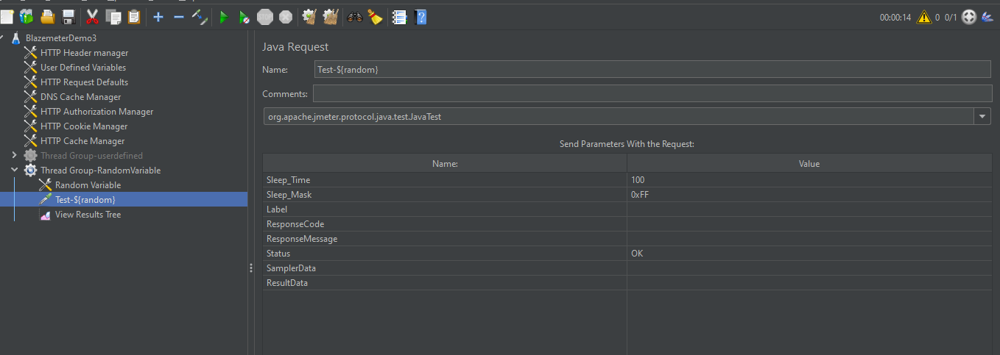 00:00:14 0 0/1
BlazemeterDemo3
HTTP Header manager
User Defined Variables
HTTP Request Defaults
DNS Cache Manager
HTTP Authorization Manager
HTTP Cookie Manager
HTTP Cache Manager
Thread Group-userdefined
Thread Group-RandomVariable
Random Variable
Test-${random}
View Results Tree
Java Request
Name: Test-${random}
Comments:
org.apache.jmeter.protocol.java.test.JavaTest
Send Parameters With the Request:
Name: Value
Sleep_Time 100
Sleep_Mask 0xFF
Label
ResponseCode
ResponseMessage
Status OK
SamplerData
ResultData